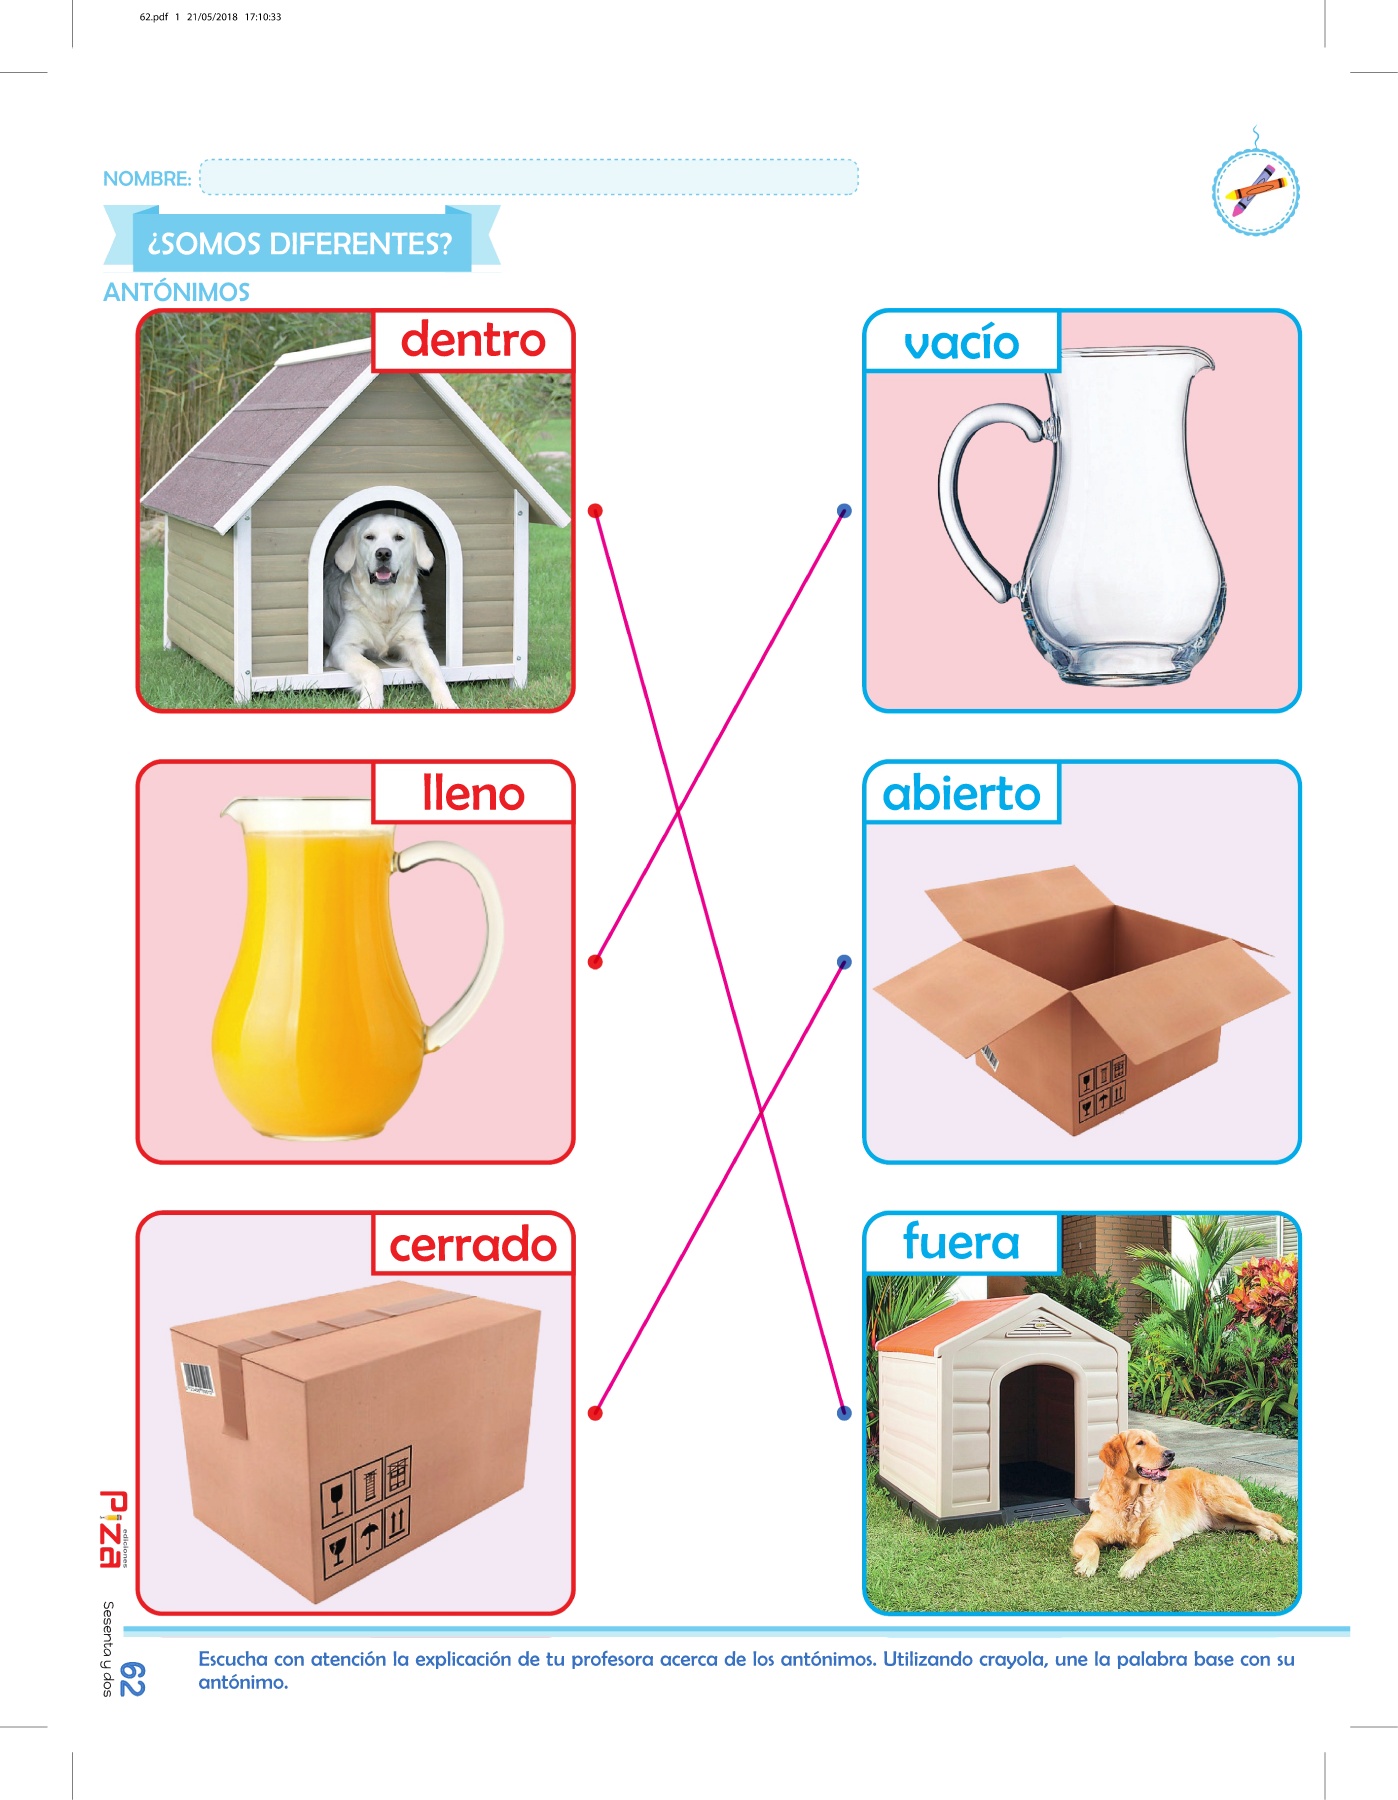 62.pdf 1 21/05/2018 17:10:33
NOMBRE:
¿SOMOS DIFERENTES?
ANTÓNIMOS
dentro
vacío
lleno
abierto
cerrado
fuera
Piza
ediciones
Sesenta y dos
62
Escucha con atención la explicación de tu profesora acerca de los antónimos. Utilizando crayola, une la palabra base con su
antónimo.